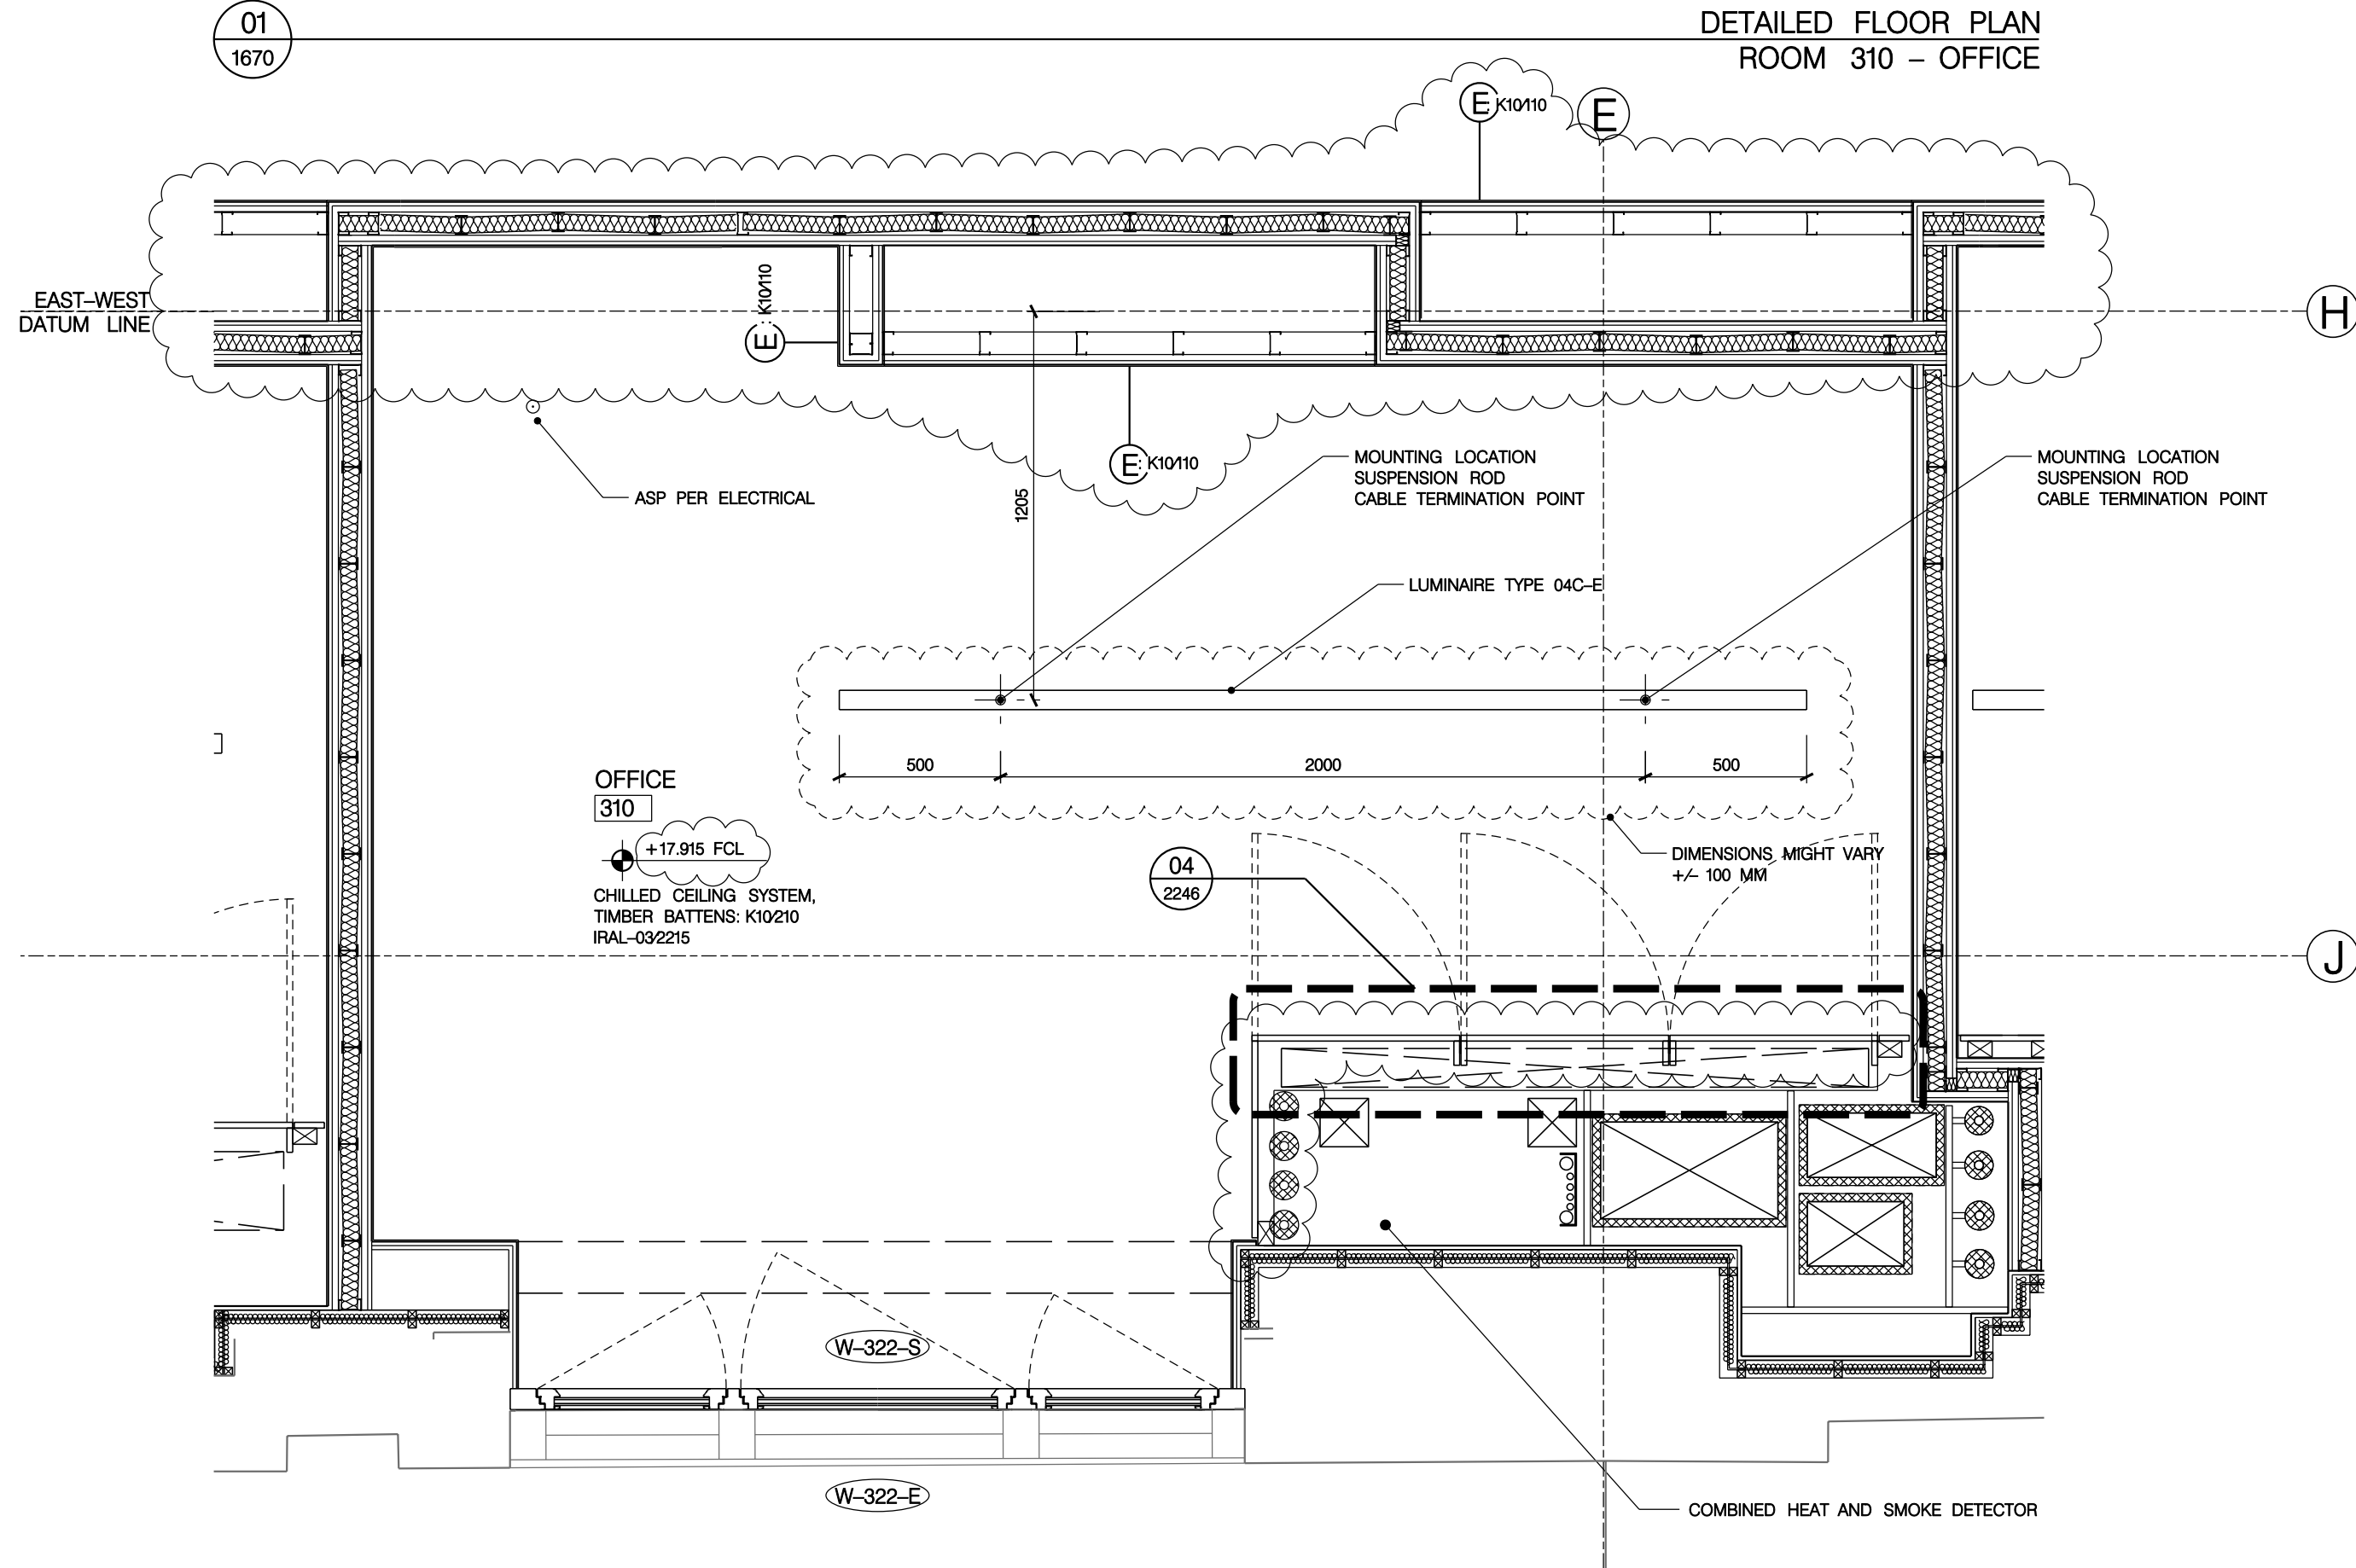 01
1670
DETAILED FLOOR PLAN
ROOM 310 – OFFICE
E: K10/110
E
EAST–WEST
DATUM LINE
E: K10/110
H
E: K10/110
ASP PER ELECTRICAL
1205
MOUNTING LOCATION
SUSPENSION ROD
CABLE TERMINATION POINT
MOUNTING LOCATION
SUSPENSION ROD
CABLE TERMINATION POINT
LUMINAIRE TYPE 04C–E
500
2000
500
OFFICE
310
+17.915 FCL
CHILLED CEILING SYSTEM,
TIMBER BATTENS: K10/210
IRAL–03/2215
04
2246
DIMENSIONS MIGHT VARY
+/– 100 MM
J
W–322–S
W–322–E
COMBINED HEAT AND SMOKE DETECTOR